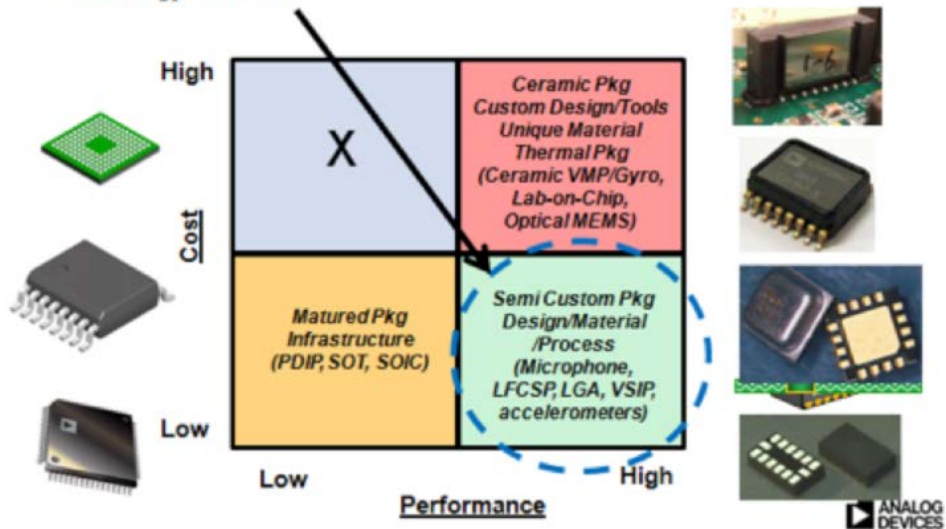 High
Ceramic Pkg
Custom Design/Tools
Unique Material
Thermal Pkg
(Ceramic VMP/Gyro,
Lab-on-Chip,
Optical MEMS)
X
Cost
Matured Pkg
Infrastructure
(PDIP, SOT, SOIC)
Semi Custom Pkg
Design/Material
/Process
(Microphone,
LFCSP, LGA, VSIP,
accelerometers)
Low
Low
High
Performance
ANALOG
DEVICES